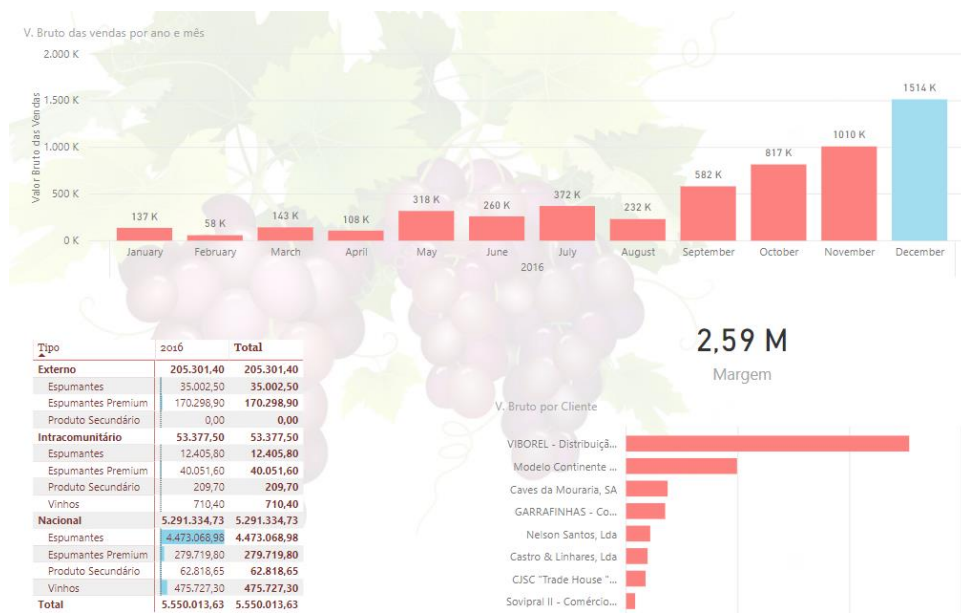 V. Bruto das vendas por ano e mês
2.000 K
1.500 K
1.000 K
500 K
0 K
Valor Bruto das Vendas
137 K
58 K
143 K
108 K
318 K
260 K
372 K
232 K
582 K
817 K
1010 K
1514 K
January February March April May June July August September October November December
2016
2,59 M
Margem
Tipo 2016 Total
Externo 205.301,40 205.301,40
Espumantes 35.002,50 35.002,50
Espumantes Premium 170.298,90 170.298,90
Produto Secundário 0,00 0,00
Intracomunitário 53.377,50 53.377,50
Espumantes 12.405,80 12.405,80
Espumantes Premium 40.051,60 40.051,60
Produto Secundário 209,70 209,70
Vinhos 710,40 710,40
Nacional 5.291.334,73 5.291.334,73
Espumantes 4.473.068,98 4.473.068,98
Espumantes Premium 279.719,80 279.719,80
Produto Secundário 62.818,65 62.818,65
Vinhos 475.727,30 475.727,30
Total 5.550.013,63 5.550.013,63
V. Bruto por Cliente
VIBOREL - Distribuiçã...
Modelo Continente ...
Caves da Mouraria, SA
GARRAFINHAS - Co...
Nelson Santos, Lda
Castro & Linhares, Lda
CJSC "Trade House "...
Sovipral II - Comércio...